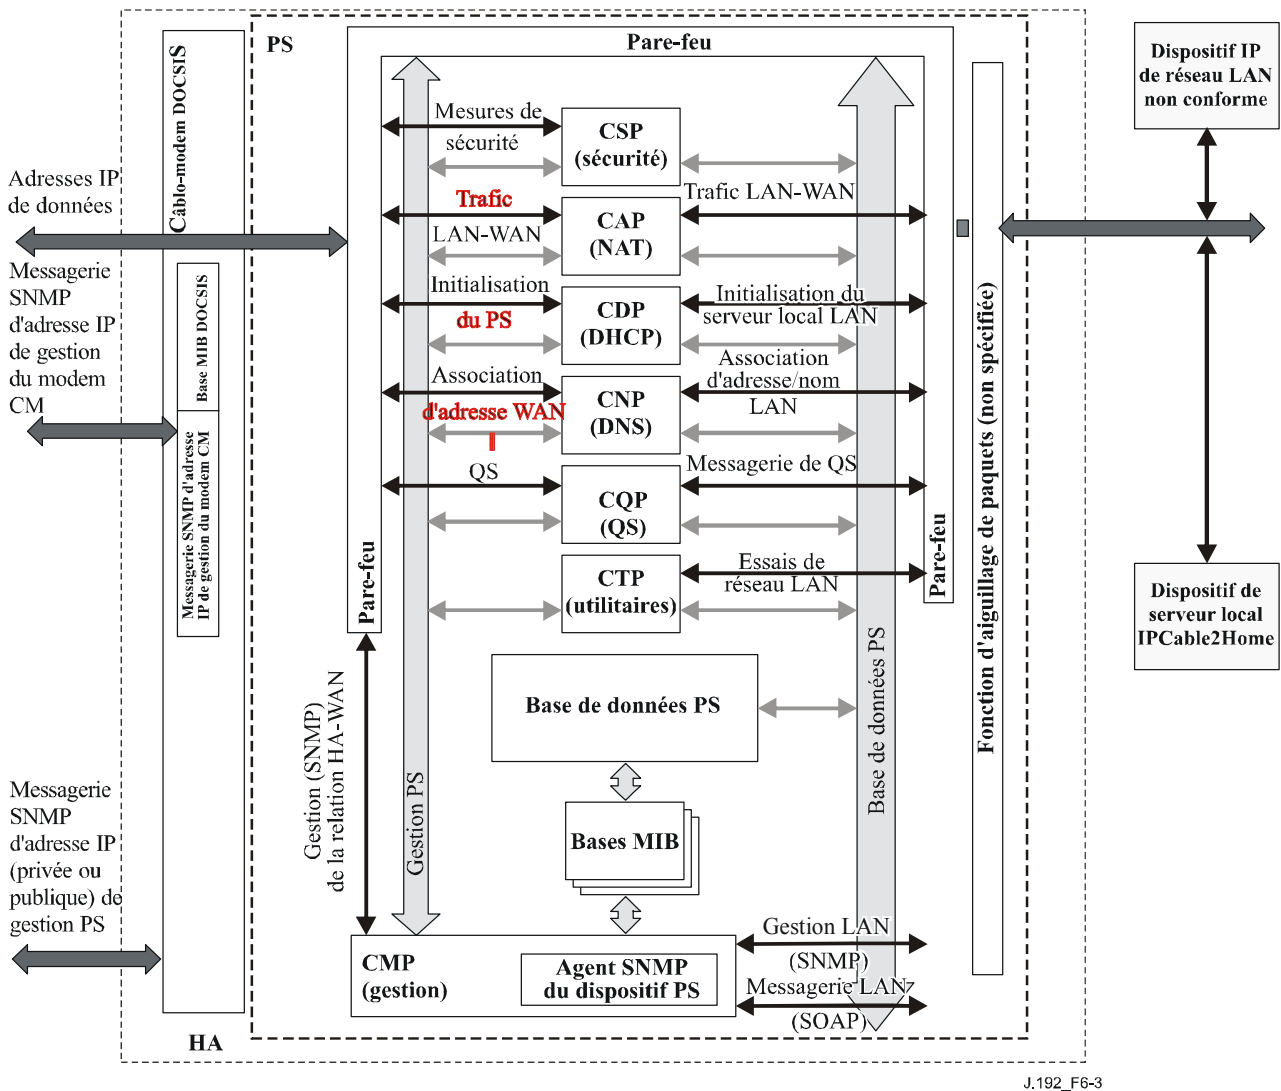 PS
Pare-feu
Câblo-modem DOCSIS
Dispositif IP
de réseau LAN
non conforme
Mesures de
sécurité
CSP
(sécurité)
Adresses IP
de données
Trafic
LAN-WAN
CAP
(NAT)
Trafic LAN-WAN
Messagerie
SNMP
d'adresse IP
de gestion
du modem
CM
Base MIB DOCSIS
Messagerie SNMP d'adresse
IP de gestion du modem CM
Initialisation
du PS
CDP
(DHCP)
Initialisation du
serveur local LAN
Association
d'adresse WAN
CNP
(DNS)
Association
d'adresse/nom
LAN
QS
CQP
(QS)
Messagerie de QS
CTP
(utilitaires)
Essais de
réseau LAN
Pare-feu
Pare-feu
Fonction d'aiguillage de paquets (non spécifiée)
Dispositif de
serveur local
IPCable2Home
Gestion (SNMP)
de la relation HA-WAN
Gestion PS
Base de données PS
Base de données PS
Bases MIB
Messagerie
SNMP
d'adresse IP
(privée ou
publique) de
gestion PS
CMP
(gestion)
Agent SNMP
du dispositif PS
Gestion LAN
(SNMP)
Messagerie LAN
(SOAP)
HA
J.192_F6-3